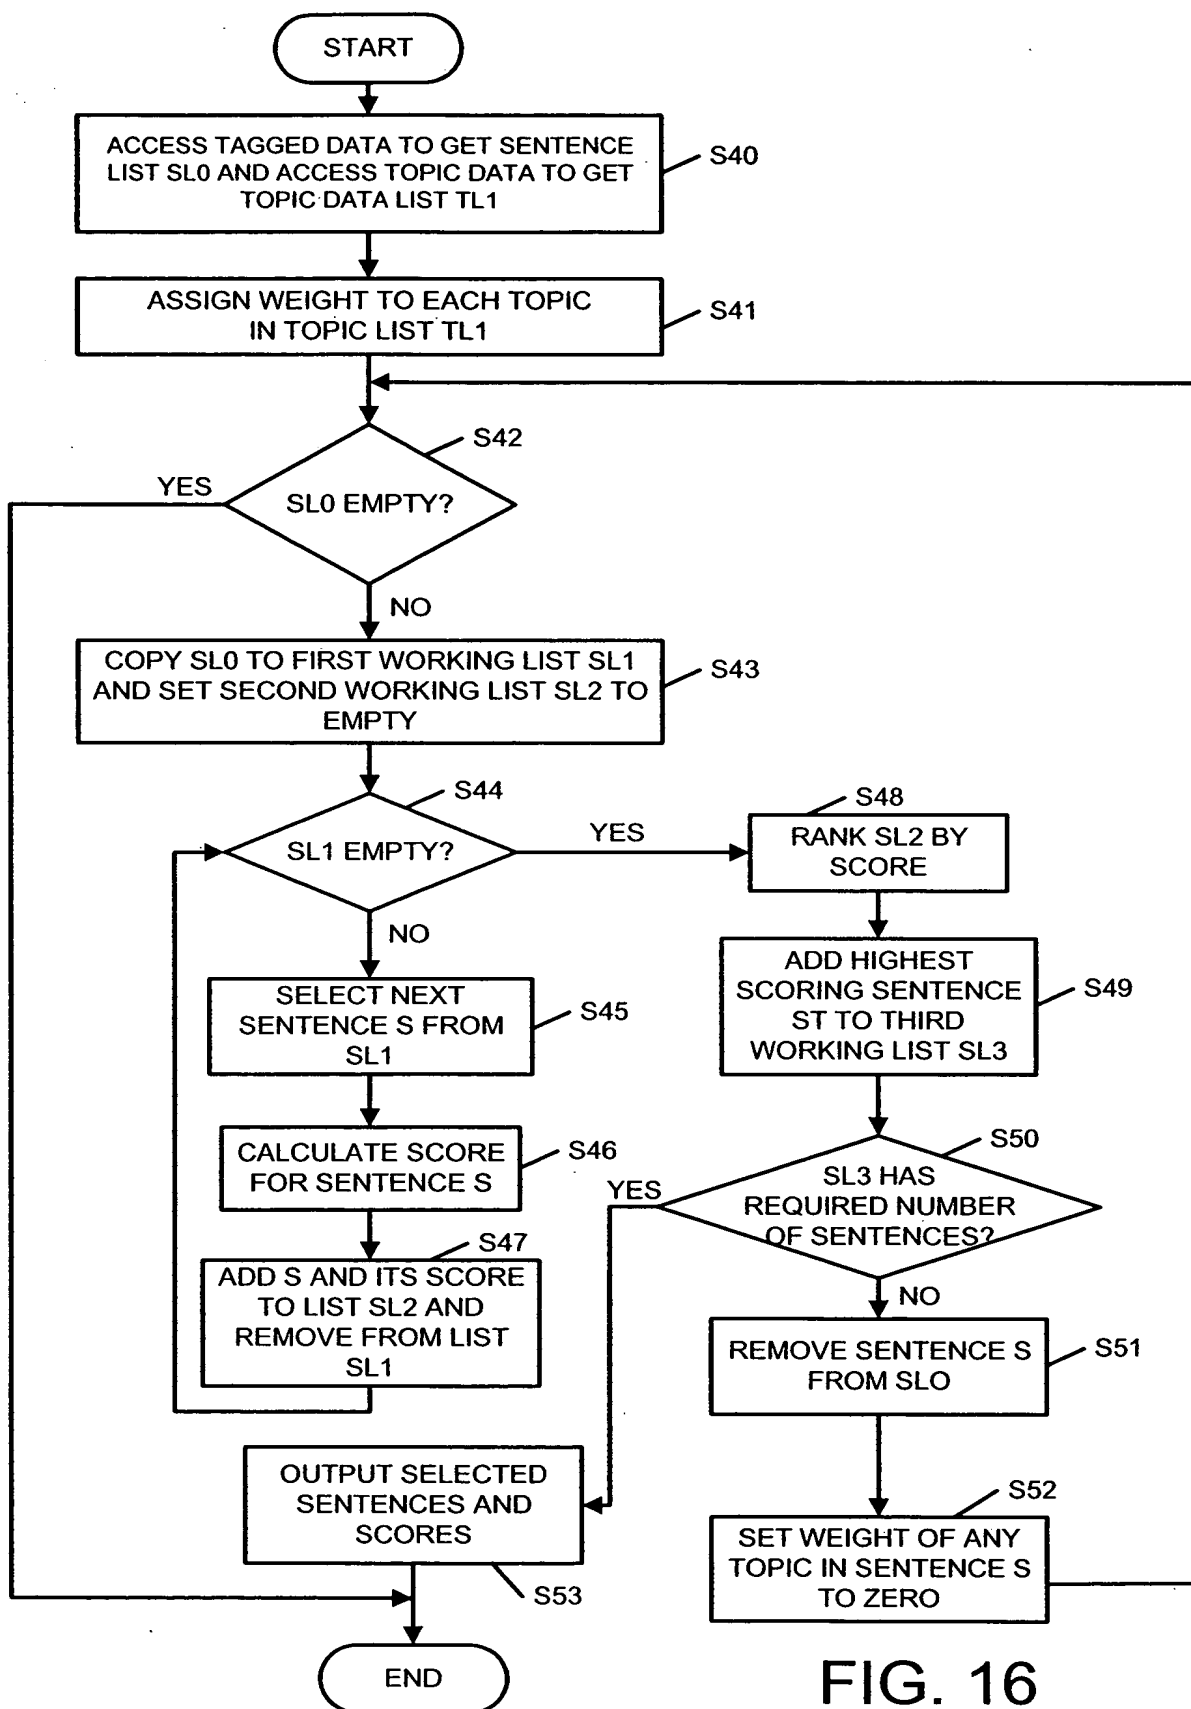 START
ACCESS TAGGED DATA TO GET SENTENCE
LIST SL0 AND ACCESS TOPIC DATA TO GET
TOPIC DATA LIST TL1
S40
ASSIGN WEIGHT TO EACH TOPIC
IN TOPIC LIST TL1
S41
S42
YES
SL0 EMPTY?
NO
COPY SL0 TO FIRST WORKING LIST SL1
AND SET SECOND WORKING LIST SL2 TO
EMPTY
S43
S44
SL1 EMPTY?
YES
NO
SELECT NEXT
SENTENCE S FROM
SL1
S45
CALCULATE SCORE
FOR SENTENCE S
S46
S47
ADD S AND ITS SCORE
TO LIST SL2 AND
REMOVE FROM LIST
SL1
S48
RANK SL2 BY
SCORE
ADD HIGHEST
SCORING SENTENCE
ST TO THIRD
WORKING LIST SL3
S49
S50
SL3 HAS
REQUIRED NUMBER
OF SENTENCES?
YES
NO
REMOVE SENTENCE S
FROM SLO
S51
S52
SET WEIGHT OF ANY
TOPIC IN SENTENCE S
TO ZERO
OUTPUT SELECTED
SENTENCES AND
SCORES
S53
END
FIG. 16